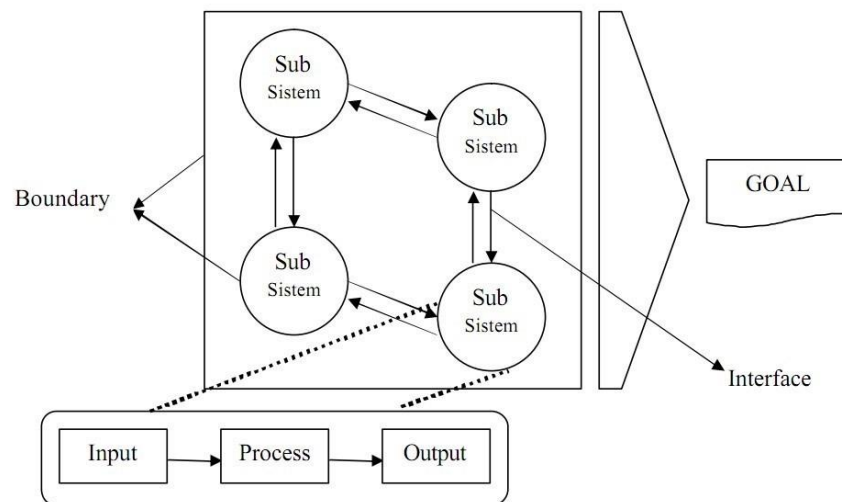 Sub
Sistem
Sub
Sistem
Boundary
GOAL
Sub
Sistem
Sub
Sistem
Interface
Input
Process
Output